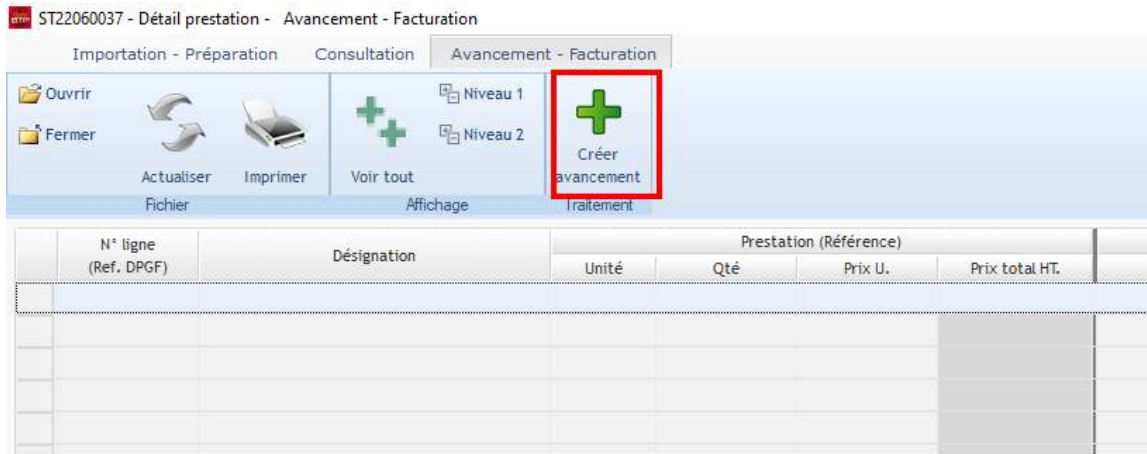 BTP ST22060037 - Détail prestation - Avancement - Facturation
Importation - Préparation Consultation Avancement - Facturation
Ouvrir
Fermer
Actualiser
Imprimer
Fichier
Voir tout
Niveau 1
Niveau 2
Affichage
Créer
avancement
Traitement
N° ligne
(Ref. DPGF)
Désignation
Prestation (Référence)
Unité Qté Prix U. Prix total HT.